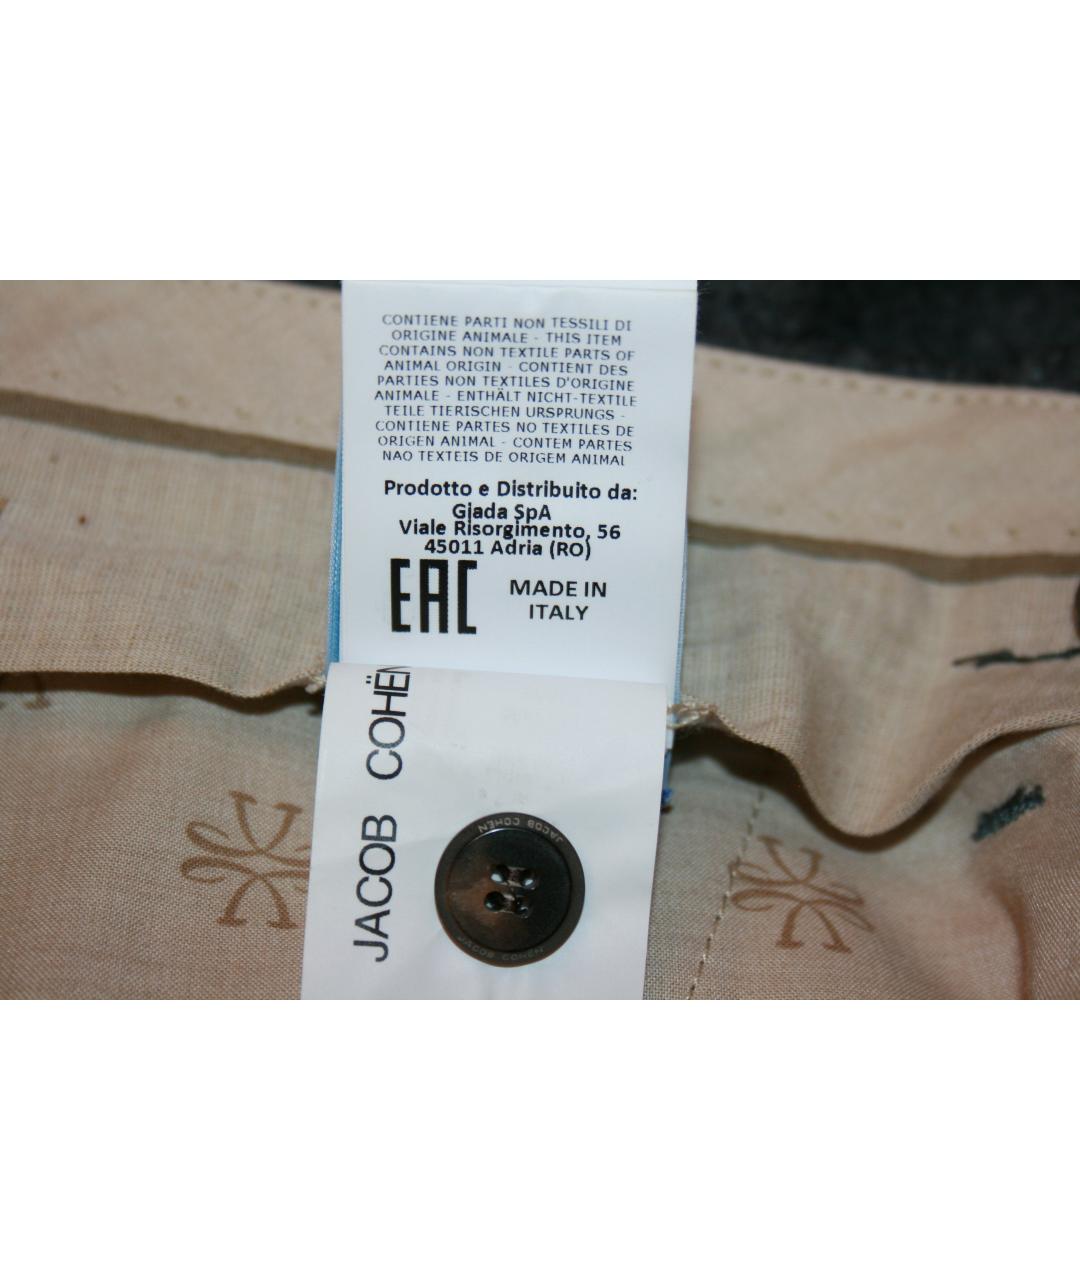 CONTIENE PARTI NON TESSILI DI
ORIGINE ANIMALE - THIS ITEM
CONTAINS NON TEXTILE PARTS OF
ANIMAL ORIGIN - CONTIENT DES
PARTIES NON TEXTILES D'ORIGINE
ANIMALE - ENTHÄLT NICHT-TEXTILE
TEILE TIERISCHEN URSPRUNGS -
CONTIENE PARTES NO TEXTILES DE
ORIGEN ANIMAL - CONTEM PARTES
NAO TEXTEIS DE ORIGEM ANIMAL
Prodotto e Distribuito da:
Giada SpA
Viale Risorgimento, 56
45011 Adria (RO)
EAC
MADE IN
ITALY
JACOB COHËN
JACOB COHEN
JACOB COHEN